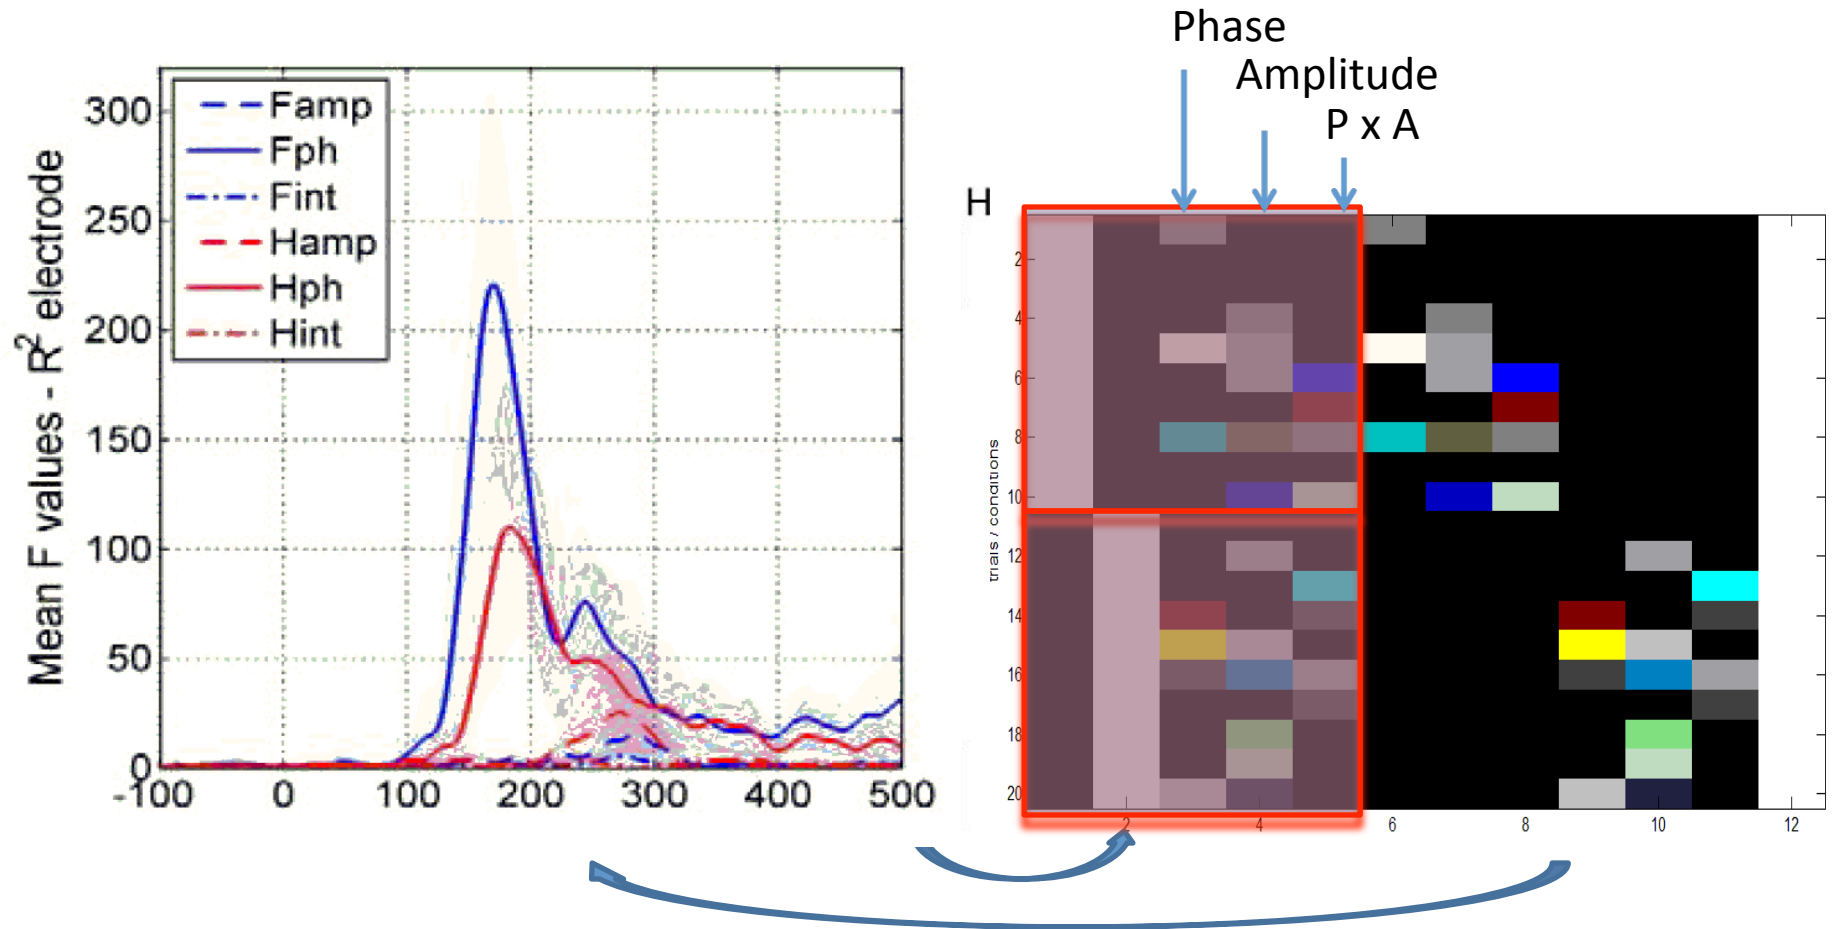 Phase
Amplitude
P x A
H
Mean F values - R² electrode
300
250
200
150
100
50
0
-100 0 100 200 300 400 500
Famp
Fph
Fint
Hamp
Hph
Hint
trials / conditions
2
4
6
8
10
12
14
16
18
20
2 4 6 8 10 12